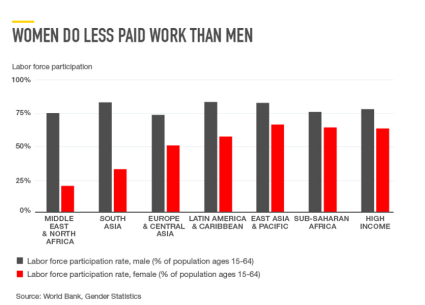 WOMEN DO LESS PAID WORK THAN MEN
Labor force participation
100%
75%
50%
25%
0%
MIDDLE
EAST
& NORTH
AFRICA
SOUTH
ASIA
EUROPE
& CENTRAL
ASIA
LATIN AMERICA
& CARIBBEAN
EAST ASIA
& PACIFIC
SUB-SAHARAN
AFRICA
HIGH
INCOME
Labor force participation rate, male (% of population ages 15-64)
Labor force participation rate, female (% of population ages 15-64)
Source: World Bank, Gender Statistics